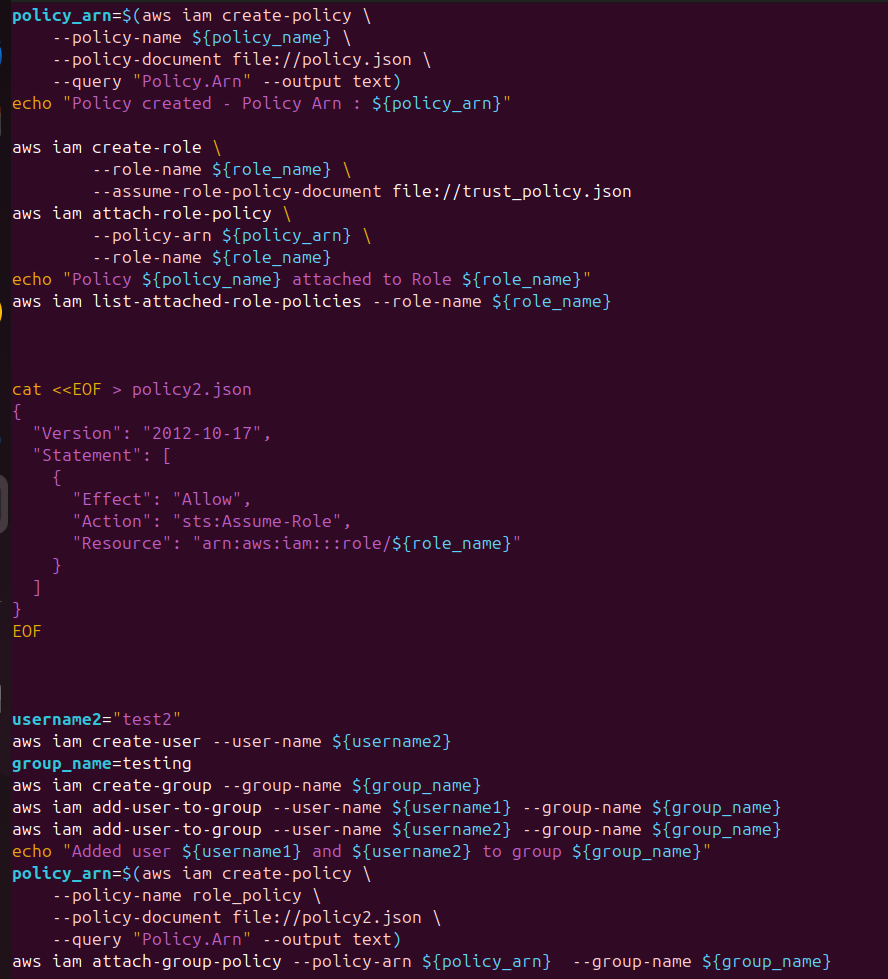 policy_arn=$(aws iam create-policy \
    --policy-name ${policy_name} \
    --policy-document file://policy.json \
    --query "Policy.Arn" --output text)
echo "Policy created - Policy Arn : ${policy_arn}"

aws iam create-role \
        --role-name ${role_name} \
        --assume-role-policy-document file://trust_policy.json
aws iam attach-role-policy \
        --policy-arn ${policy_arn} \
        --role-name ${role_name}
echo "Policy ${policy_name} attached to Role ${role_name}"
aws iam list-attached-role-policies --role-name ${role_name}

cat <<EOF > policy2.json
{
  "Version": "2012-10-17",
  "Statement": [
    {
      "Effect": "Allow",
      "Action": "sts:Assume-Role",
      "Resource": "arn:aws:iam:::role/${role_name}"
    }
  ]
}
EOF

username2="test2"
aws iam create-user --user-name ${username2}
group_name=testing
aws iam create-group --group-name ${group_name}
aws iam add-user-to-group --user-name ${username1} --group-name ${group_name}
aws iam add-user-to-group --user-name ${username2} --group-name ${group_name}
echo "Added user ${username1} and ${username2} to group ${group_name}"
policy_arn=$(aws iam create-policy \
    --policy-name role_policy \
    --policy-document file://policy2.json \
    --query "Policy.Arn" --output text)
aws iam attach-group-policy --policy-arn ${policy_arn}  --group-name ${group_name}